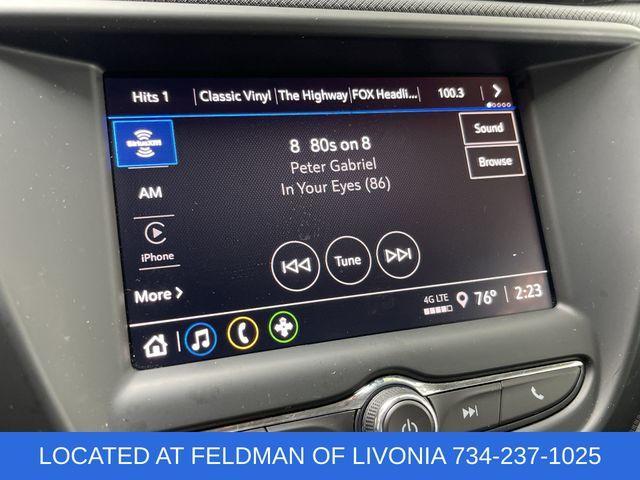 Hits 1 Classic Vinyl The Highway FOX Headli... 100.3
SiriusXM
8 80s on 8
Sound
Peter Gabriel
Browse
AM
In Your Eyes (86)
iPhone
Tune
More
4G LTE 76° 2:23
LOCATED AT FELDMAN OF LIVONIA 734-237-1025